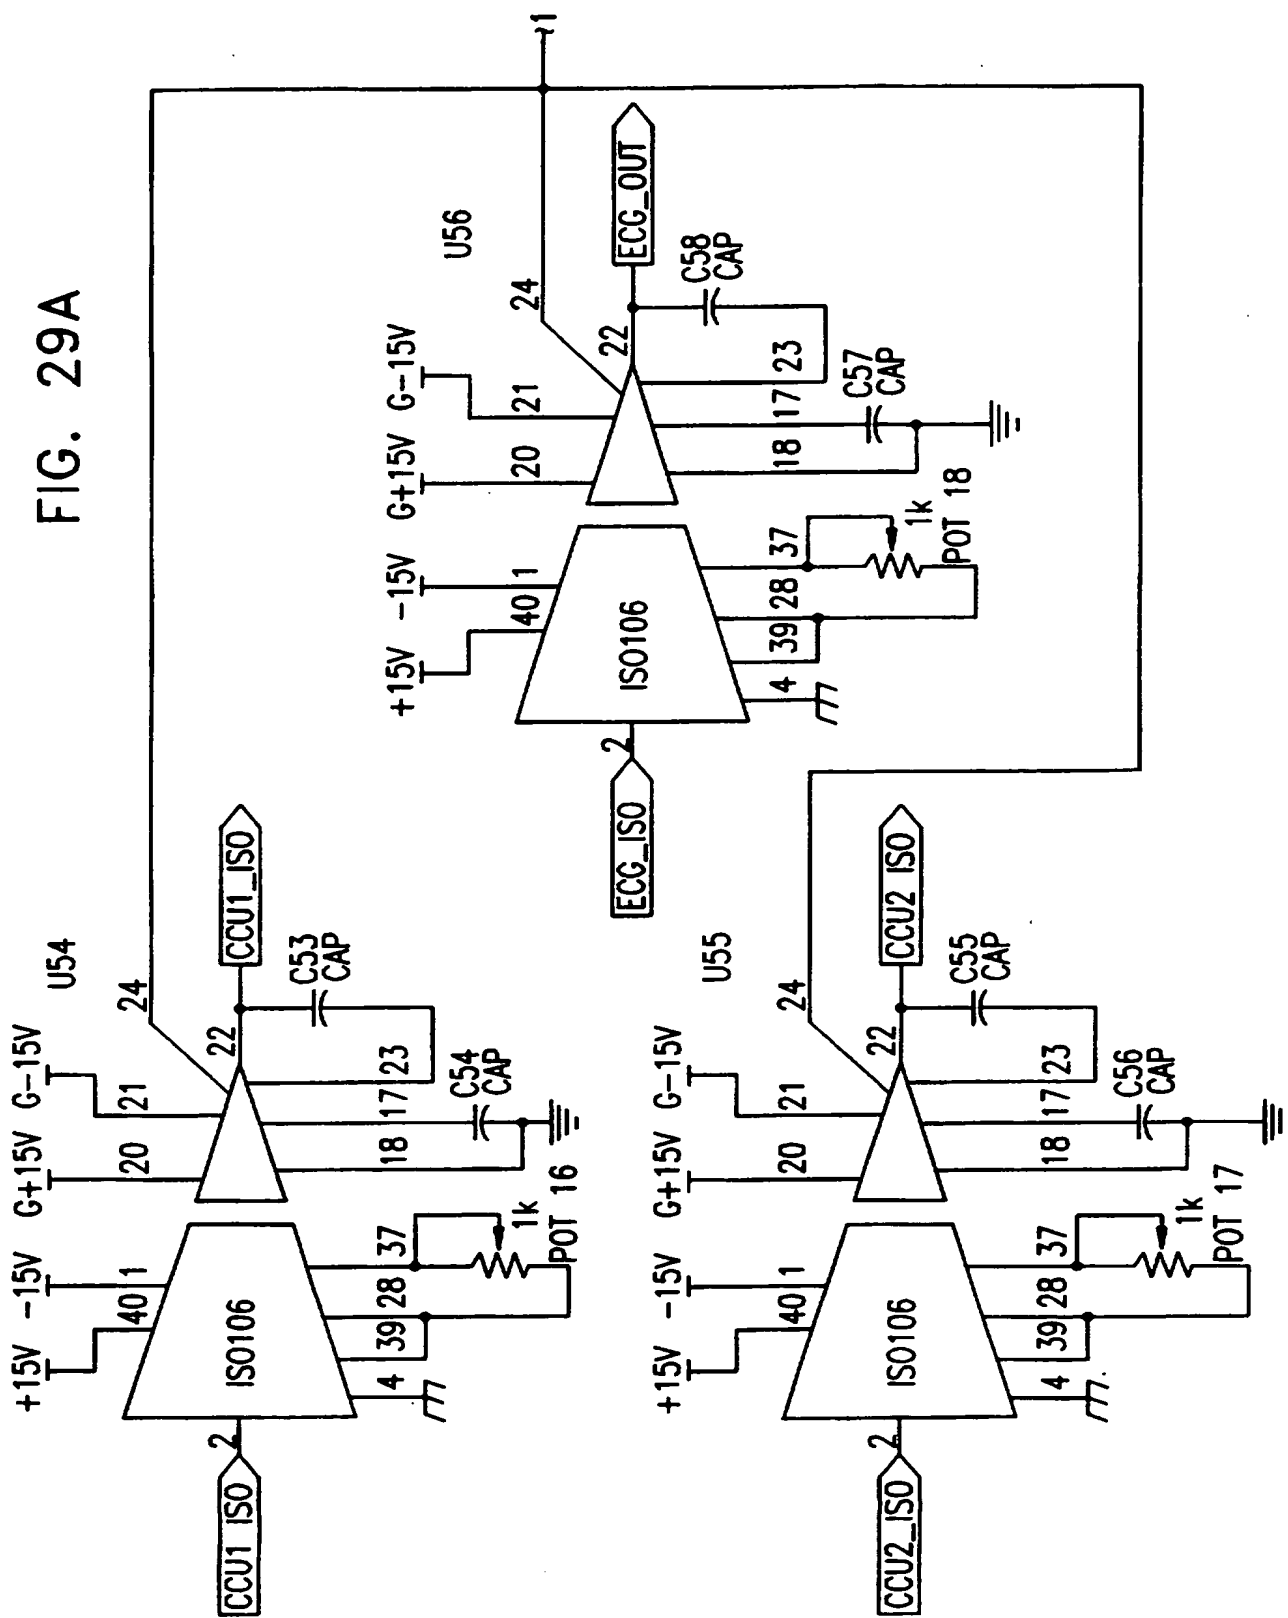 FIG. 29A
+15V
-15V
G+15V
G-15V
U54
40
1
20
21
24
2
CCU1 ISO
ISO106
22
CCU1_ISO
4
39
28
37
18
17
23
C53
CAP
C54
CAP
1k
POT 16
~1
+15V
-15V
G+15V
G-15V
U56
40
1
20
21
24
2
ECG_ISO
ISO106
22
ECG_OUT
4
39
28
37
18
17
23
C58
CAP
C57
CAP
1k
POT 18
+15V
-15V
G+15V
G-15V
U55
40
1
20
21
24
2
CCU2_ISO
ISO106
22
CCU2 ISO
4
39
28
37
18
17
23
C55
CAP
C56
CAP
1k
POT 17